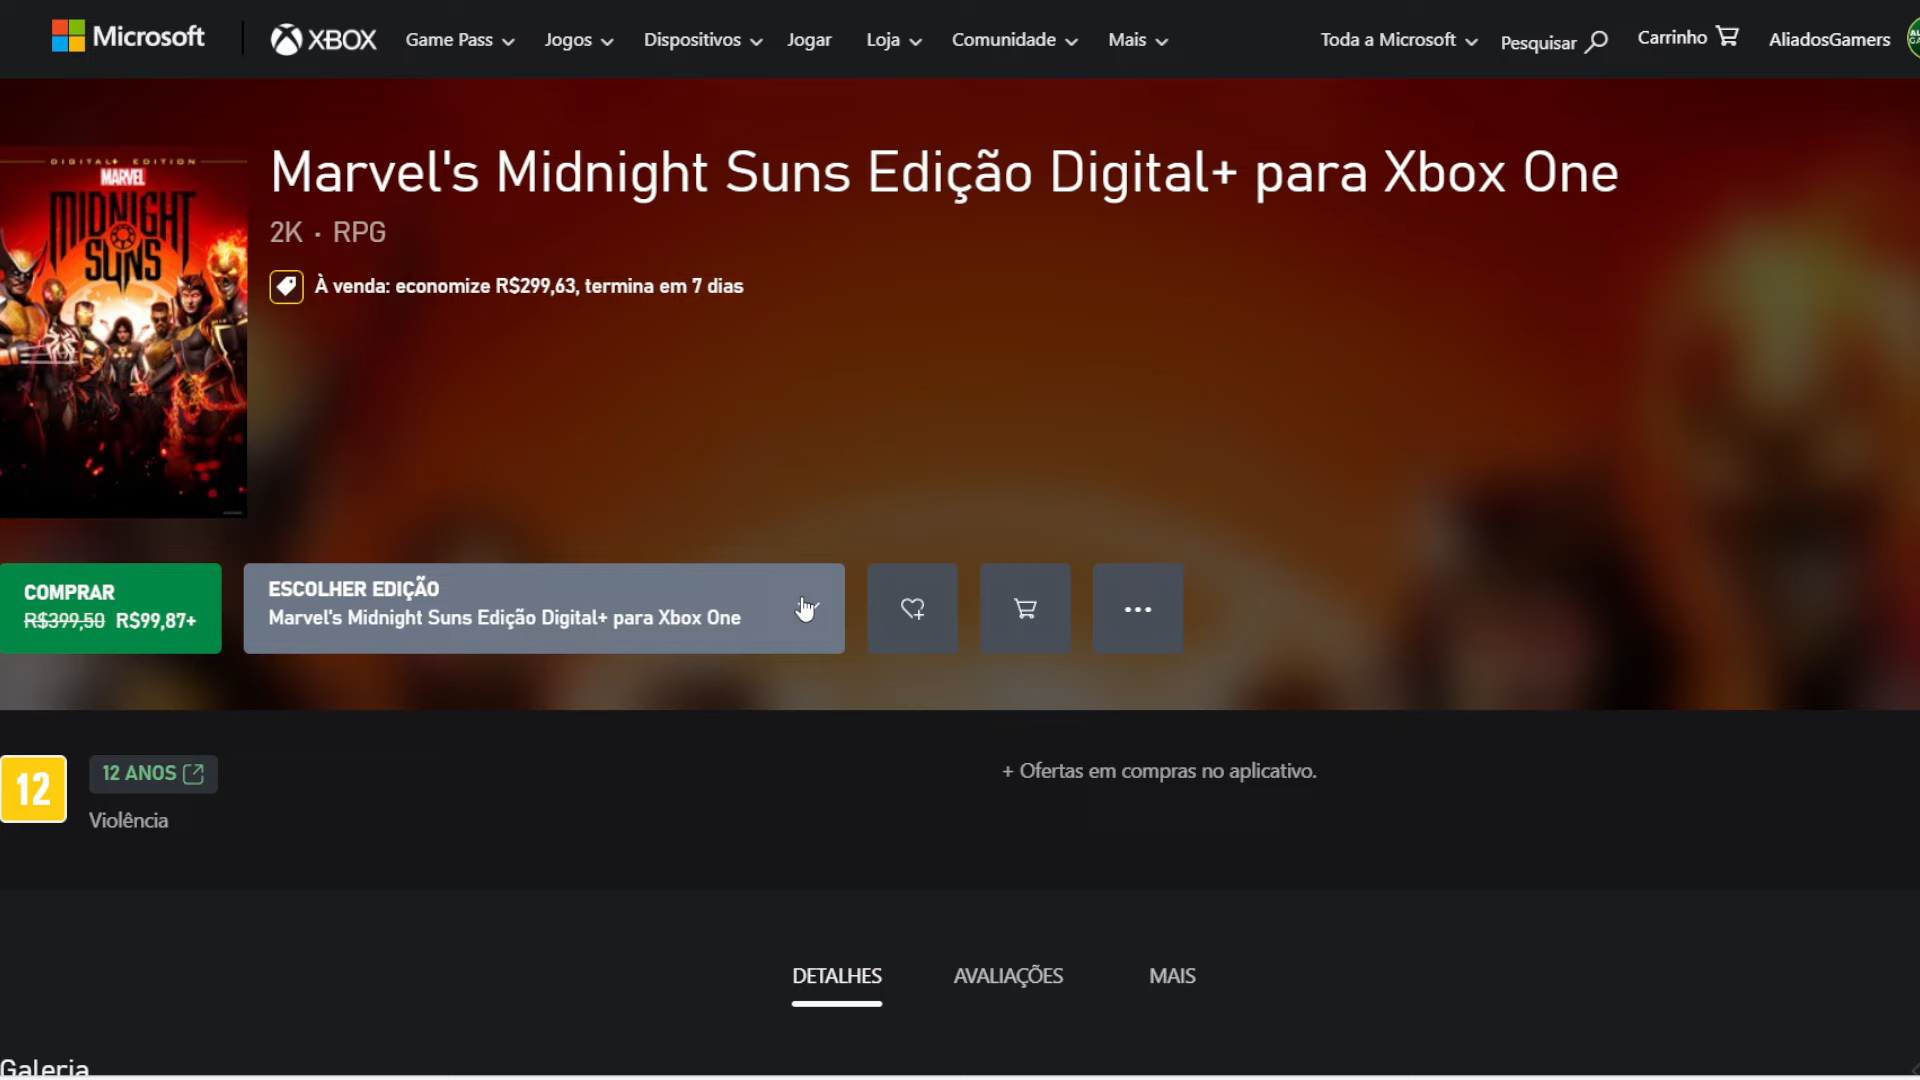 Microsoft
XBOX
Game Pass
Jogos
Dispositivos
Jogar
Loja
Comunidade
Mais
Toda a Microsoft
Pesquisar
Carrinho
AliadosGamers
DIGITAL+ EDITION
MARVEL
MIDNIGHT
SUNS
Marvel's Midnight Suns Edição Digital+ para Xbox One
2K · RPG
À venda: economize R$299,63, termina em 7 dias
COMPRAR
R$399,50 R$99,87+
ESCOLHER EDIÇÃO
Marvel's Midnight Suns Edição Digital+ para Xbox One
12
12 ANOS
Violência
+ Ofertas em compras no aplicativo.
DETALHES
AVALIAÇÕES
MAIS
Galeria